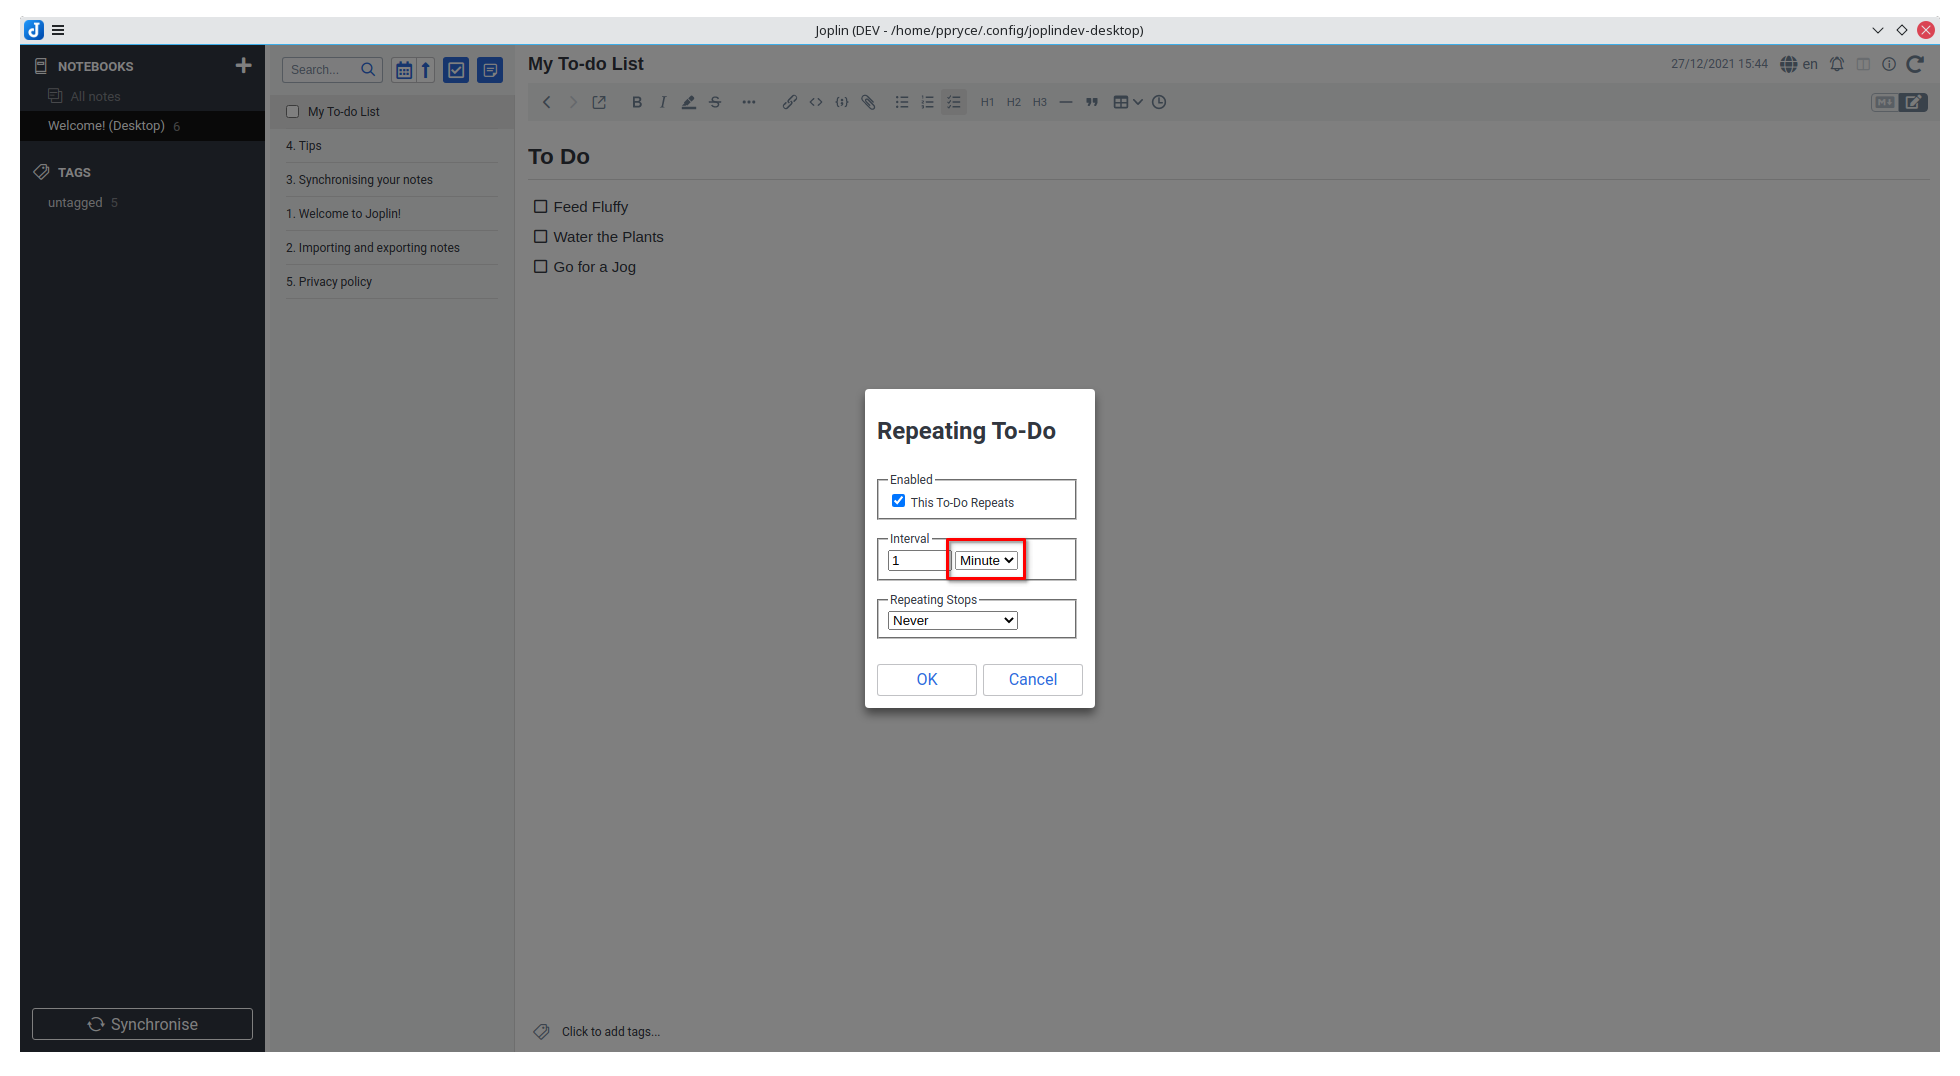 Joplin (DEV - /home/ppryce/.config/joplindev-desktop)
NOTEBOOKS
All notes
Welcome! (Desktop) 6
TAGS
untagged 5
Synchronise
Search...
My To-do List
4. Tips
3. Synchronising your notes
1. Welcome to Joplin!
2. Importing and exporting notes
5. Privacy policy
My To-do List
27/12/2021 15:44
en
B I S
H1 H2 H3
To Do
Feed Fluffy
Water the Plants
Go for a Jog
Repeating To-Do
Enabled
This To-Do Repeats
Interval
1 Minute
Repeating Stops
Never
OK Cancel
Click to add tags...